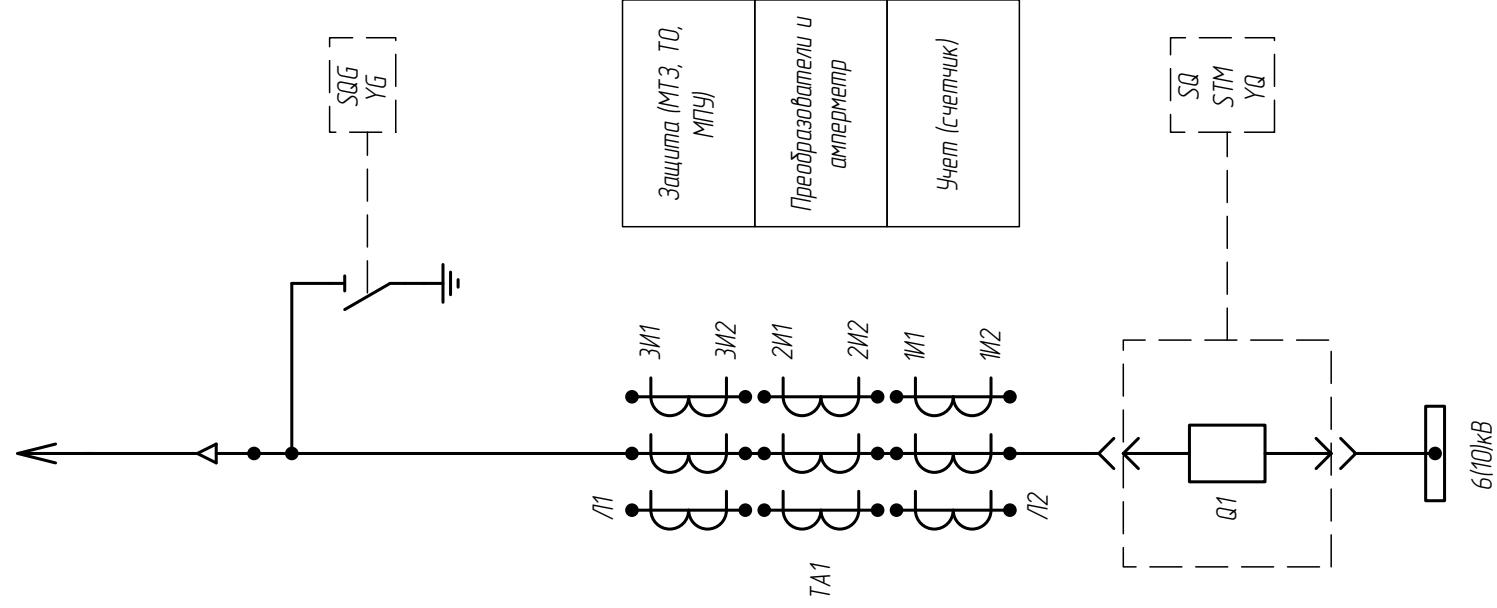 SQG
YG
Защита (МТЗ, ТО,
МПУ)
Преобразователи и
амперметр
Учет (счетчик)
SQ
STM
YQ
3И1
3И2
2И1
2И2
1И1
1И2
Л1
Л2
TA1
Q1
6(10)кВ